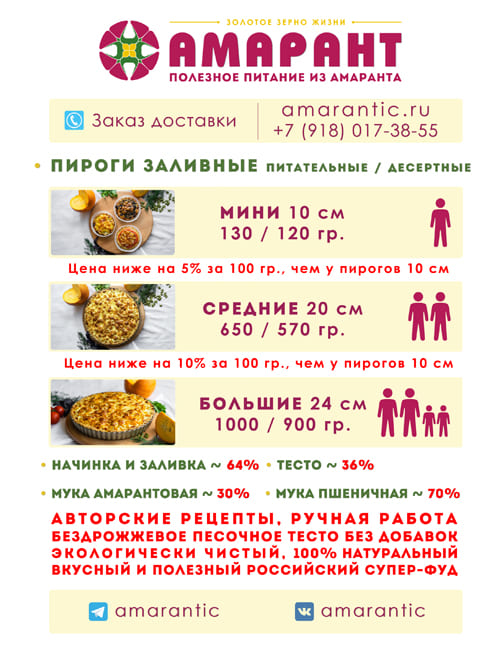 ЗОЛОТОЕ ЗЕРНО ЖИЗНИ
АМАРАНТ
ПОЛЕЗНОЕ ПИТАНИЕ ИЗ АМАРАНТА
Заказ доставки
amarantic.ru
+7 (918) 017-38-55
• ПИРОГИ ЗАЛИВНЫЕ ПИТАТЕЛЬНЫЕ / ДЕСЕРТНЫЕ
МИНИ 10 см
130 / 120 гр.
Цена ниже на 5% за 100 гр., чем у пирогов 10 см
СРЕДНИЕ 20 см
650 / 570 гр.
Цена ниже на 10% за 100 гр., чем у пирогов 10 см
БОЛЬШИЕ 24 см
1000 / 900 гр.
• НАЧИНКА И ЗАЛИВКА ~ 64% • ТЕСТО ~ 36%
• МУКА АМАРАНТОВАЯ ~ 30% • МУКА ПШЕНИЧНАЯ ~ 70%
АВТОРСКИЕ РЕЦЕПТЫ, РУЧНАЯ РАБОТА
БЕЗДРОЖЖЕВОЕ ПЕСОЧНОЕ ТЕСТО БЕЗ ДОБАВОК
ЭКОЛОГИЧЕСКИ ЧИСТЫЙ, 100% НАТУРАЛЬНЫЙ
ВКУСНЫЙ И ПОЛЕЗНЫЙ РОССИЙСКИЙ СУПЕР-ФУД
amarantic
amarantic